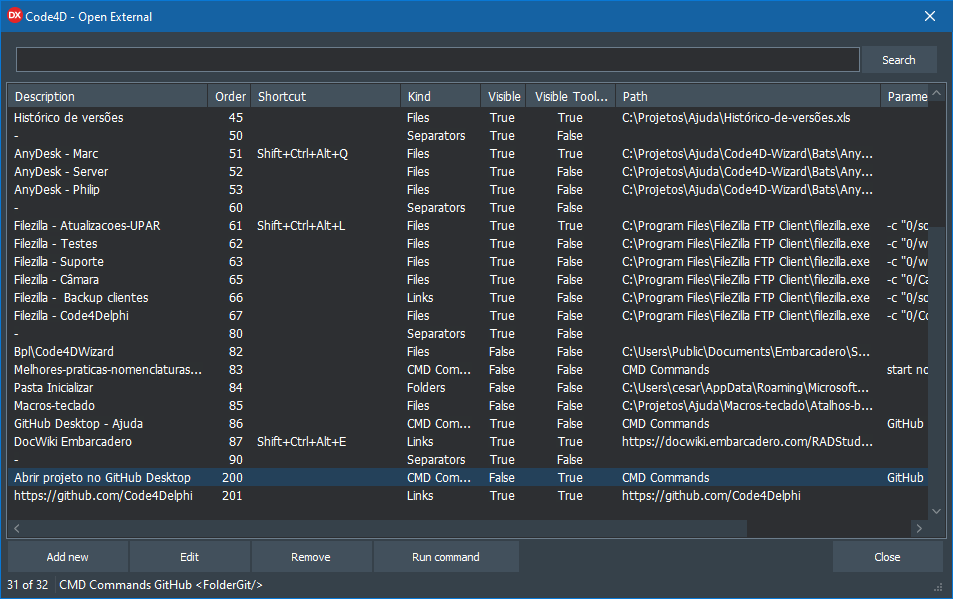 DX Code4D - Open External
Search
Description Order Shortcut Kind Visible Visible Tool... Path Parame
Histórico de versões 45 Files True True C:\Projetos\Ajuda\Histórico-de-versões.xls
- 50 Separators True False
AnyDesk - Marc 51 Shift+Ctrl+Alt+Q Files True True C:\Projetos\Ajuda\Code4D-Wizard\Bats\Any...
AnyDesk - Server 52 Files True False C:\Projetos\Ajuda\Code4D-Wizard\Bats\Any...
AnyDesk - Philip 53 Files True False C:\Projetos\Ajuda\Code4D-Wizard\Bats\Any...
- 60 Separators True False
Filezilla - Atualizacoes-UPAR 61 Shift+Ctrl+Alt+L Files True True C:\Program Files\FileZilla FTP Client\filezilla.exe -c "0/sc
Filezilla - Testes 62 Files True False C:\Program Files\FileZilla FTP Client\filezilla.exe -c "0/w
Filezilla - Suporte 63 Files True False C:\Program Files\FileZilla FTP Client\filezilla.exe -c "0/w
Filezilla - Câmara 65 Files True False C:\Program Files\FileZilla FTP Client\filezilla.exe -c "0/Ca
Filezilla - Backup clientes 66 Links True False C:\Program Files\FileZilla FTP Client\filezilla.exe -c "0/sc
Filezilla - Code4Delphi 67 Files True False C:\Program Files\FileZilla FTP Client\filezilla.exe -c "0/Co
- 80 Separators True False
Bpl\Code4DWizard 82 Files False False C:\Users\Public\Documents\Embarcadero\S...
Melhores-praticas-nomenclaturas... 83 CMD Com... False False CMD Commands start no
Pasta Inicializar 84 Folders False False C:\Users\cesar\AppData\Roaming\Microsoft...
Macros-teclado 85 Files False False C:\Projetos\Ajuda\Macros-teclado\Atalhos-b...
GitHub Desktop - Ajuda 86 CMD Com... False False CMD Commands GitHub
DocWiki Embarcadero 87 Shift+Ctrl+Alt+E Links True True https://docwiki.embarcadero.com/RADStud...
- 90 Separators True False
Abrir projeto no GitHub Desktop 200 CMD Com... False True CMD Commands GitHub
https://github.com/Code4Delphi 201 Links True True https://github.com/Code4Delphi
Add new Edit Remove Run command Close
31 of 32 CMD Commands GitHub <FolderGit/>